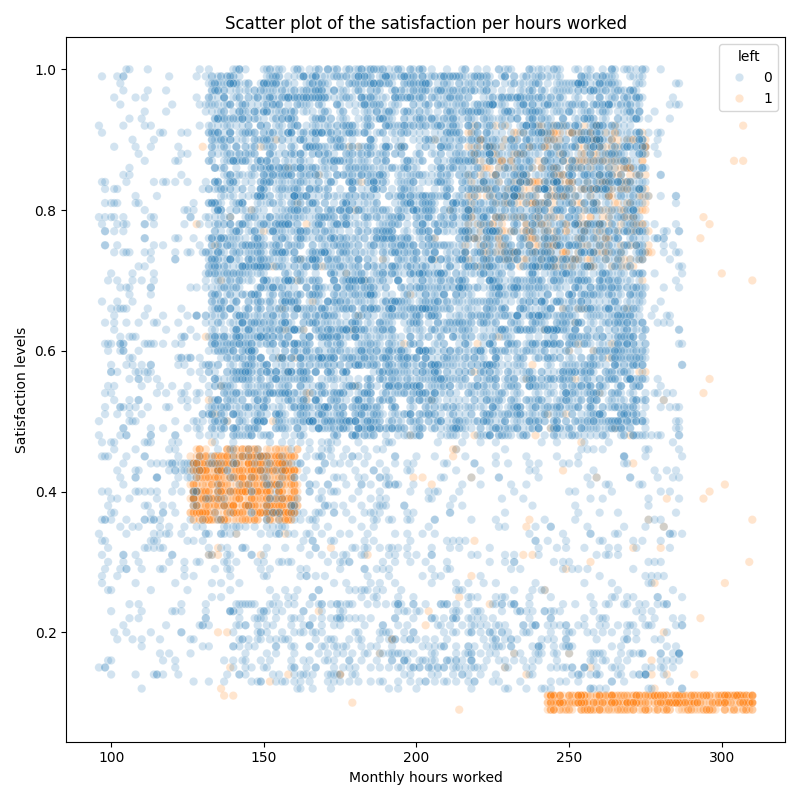 Scatter plot of the satisfaction per hours worked
left
0
1
1.0
0.8
0.6
0.4
0.2
Satisfaction levels
100 150 200 250 300
Monthly hours worked